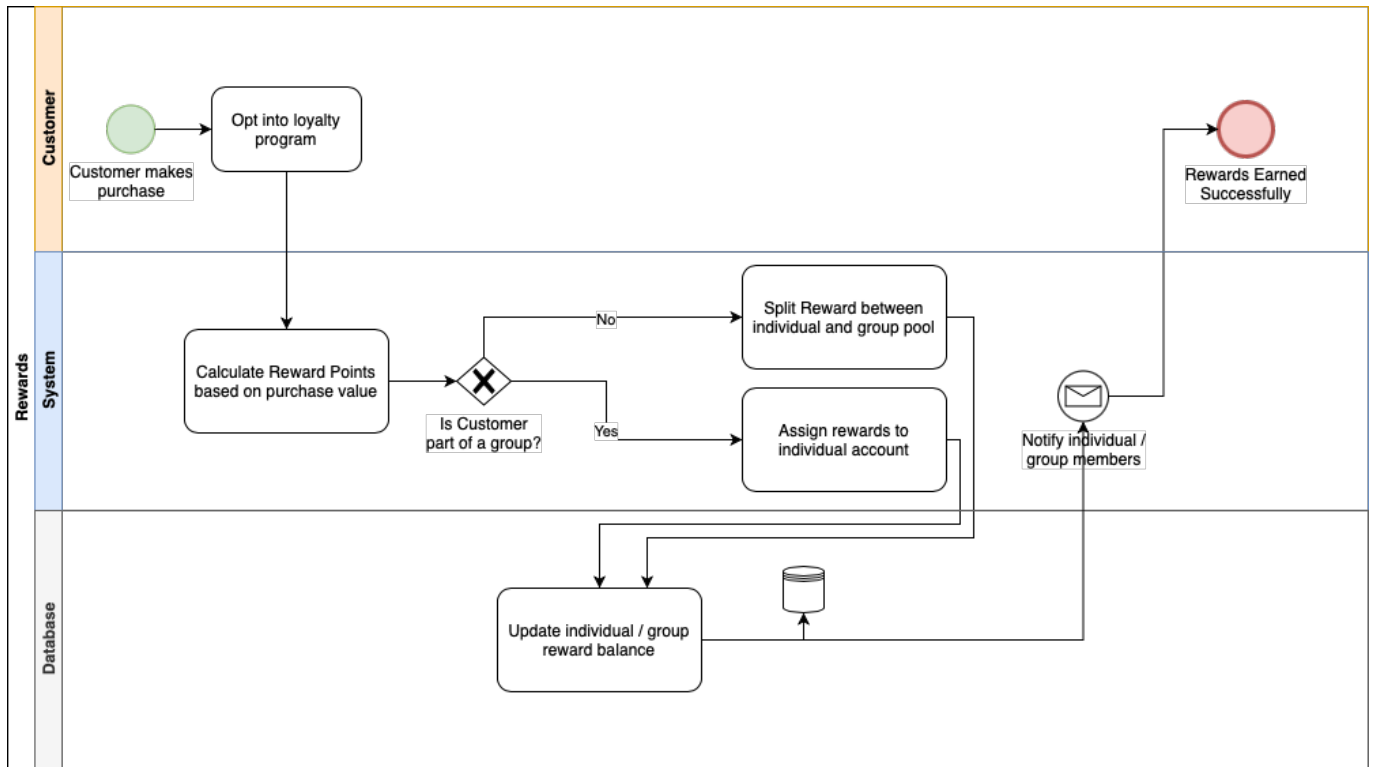 Rewards
Customer
Customer makes
purchase
Opt into loyalty
program
Rewards Earned
Successfully
System
Calculate Reward Points
based on purchase value
Is Customer
part of a group?
No
Yes
Split Reward between
individual and group pool
Assign rewards to
individual account
Notify individual /
group members
Database
Update individual / group
reward balance